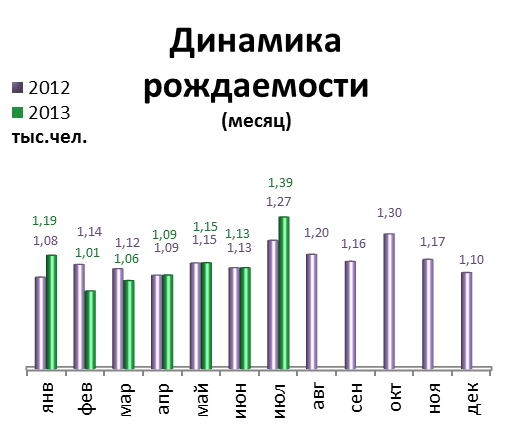 Динамика
рождаемости
(месяц)
2012
2013
тыс.чел.
1,19
1,08
1,14
1,01
1,12
1,06
1,09
1,09
1,15
1,15
1,13
1,13
1,39
1,27
1,20
1,16
1,30
1,17
1,10
янв
фев
мар
апр
май
июн
июл
авг
сен
окт
ноя
дек